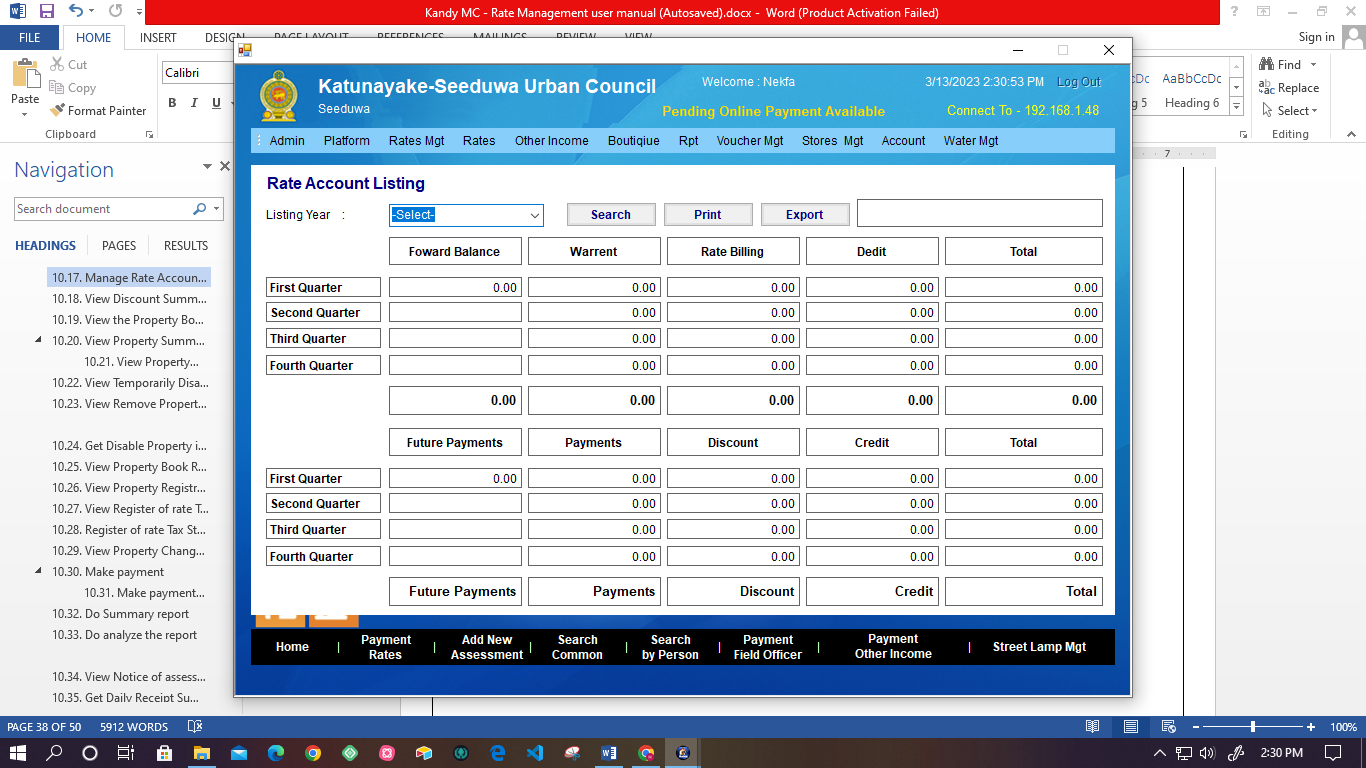 Kandy MC - Rate Management user manual (Autosaved).docx - Word (Product Activation Failed)
FILE HOME INSERT DESIGN PAGE LAYOUT REFERENCES MAILINGS REVIEW VIEW Sign in
Paste
Cut
Copy
Format Painter
Clipboard
Calibri
B I U
AaBbCcDc
Heading 6
Find
Replace
Select
Editing
7
Navigation
Search document
HEADINGS PAGES RESULTS
10.17. Manage Rate Accoun...
10.18. View Discount Summ...
10.19. View the Property Bo...
10.20. View Property Summ...
10.21. View Property...
10.22. View Temporarily Disa...
10.23. View Remove Propert...
10.24. Get Disable Property i...
10.25. View Property Book R...
10.26. View Property Registr...
10.27. View Register of rate T...
10.28. Register of rate Tax St...
10.29. View Property Chang...
10.30. Make payment
10.31. Make payment...
10.32. Do Summary report
10.33. Do analyze the report
10.34. View Notice of assess...
10.35. Get Daily Receipt Su...
Katunayake-Seeduwa Urban Council
Seeduwa
Welcome : Nekfa
3/13/2023 2:30:53 PM Log Out
Pending Online Payment Available
Connect To - 192.168.1.48
Admin Platform Rates Mgt Rates Other Income Boutiqiue Rpt Voucher Mgt Stores Mgt Account Water Mgt
Rate Account Listing
Listing Year : -Select- Search Print Export
Foward Balance Warrent Rate Billing Dedit Total
First Quarter 0.00 0.00 0.00 0.00 0.00
Second Quarter 0.00 0.00 0.00 0.00
Third Quarter 0.00 0.00 0.00 0.00
Fourth Quarter 0.00 0.00 0.00 0.00
0.00 0.00 0.00 0.00 0.00
Future Payments Payments Discount Credit Total
First Quarter 0.00 0.00 0.00 0.00 0.00
Second Quarter 0.00 0.00 0.00 0.00
Third Quarter 0.00 0.00 0.00 0.00
Fourth Quarter 0.00 0.00 0.00 0.00
Future Payments Payments Discount Credit Total
Home | Payment Rates | Add New Assessment | Search Common | Search by Person | Payment Field Officer | Payment Other Income | Street Lamp Mgt
PAGE 38 OF 50 5912 WORDS 100%
2:30 PM